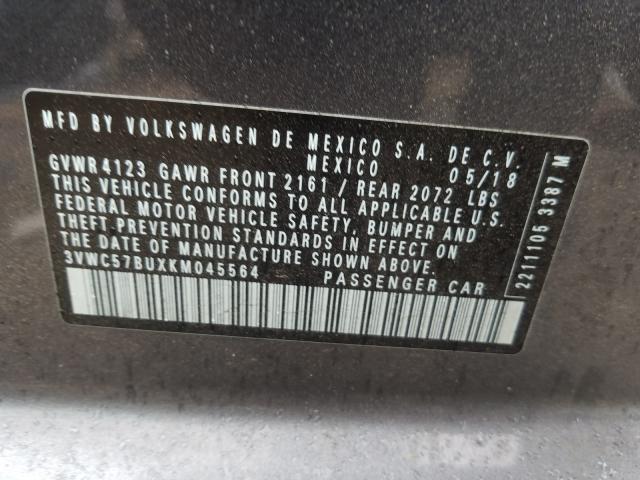 MFD BY VOLKSWAGEN DE MEXICO S.A. DE C.V.
MEXICO 05/18
GVWR4123 GAWR FRONT 2161 / REAR 2072 LBS
THIS VEHICLE CONFORMS TO ALL APPLICABLE U.S.
FEDERAL MOTOR VEHICLE SAFETY, BUMPER AND
THEFT PREVENTION STANDARDS IN EFFECT ON
THE DATE OF MANUFACTURE SHOWN ABOVE.
3VWC57BUXKM045564 PASSENGER CAR
2211105 3387 M